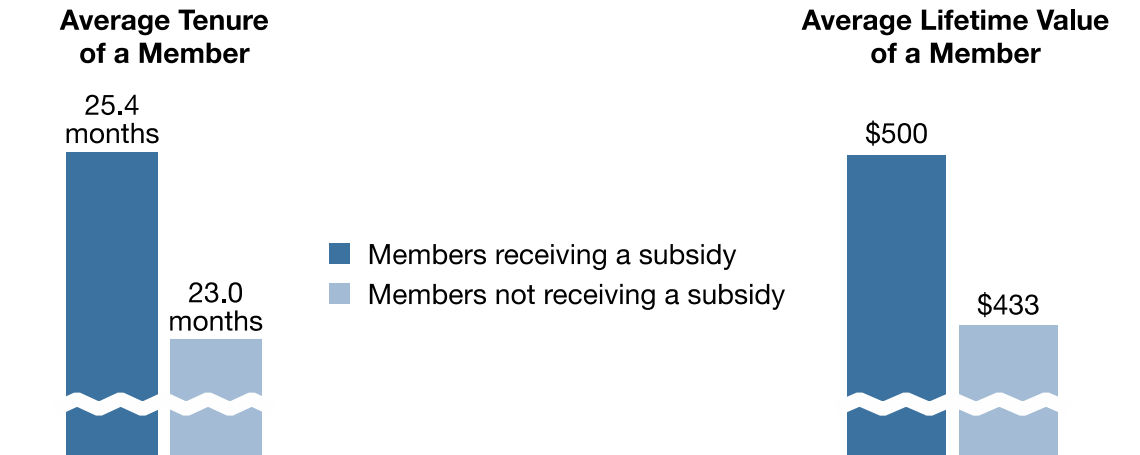 Average Tenure
of a Member
25.4
months
23.0
months
Members receiving a subsidy
Members not receiving a subsidy
Average Lifetime Value
of a Member
$500
$433